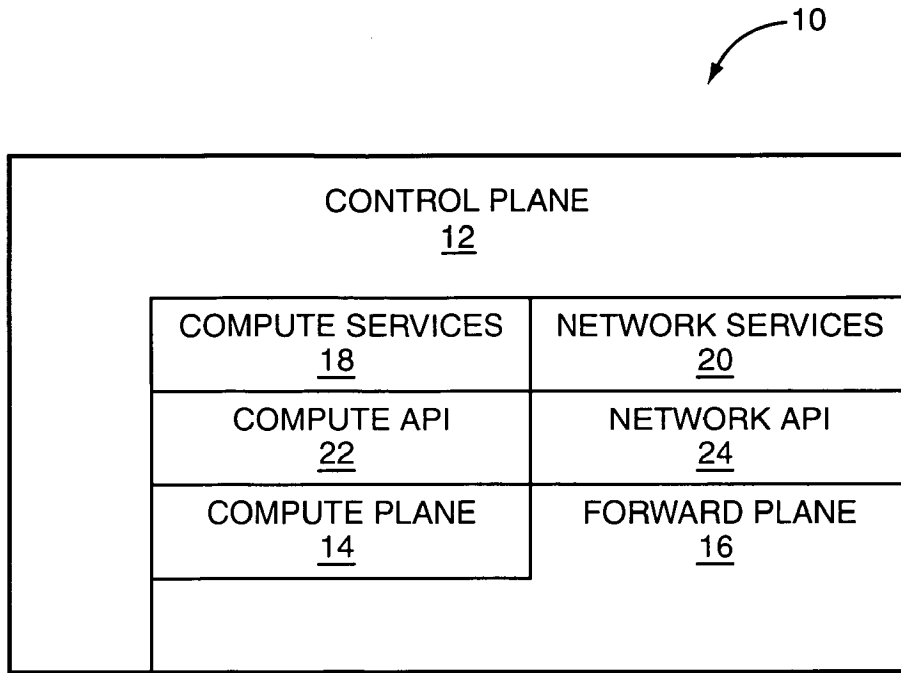 10
CONTROL PLANE
12
COMPUTE SERVICES
18
NETWORK SERVICES
20
COMPUTE API
22
NETWORK API
24
COMPUTE PLANE
14
FORWARD PLANE
16